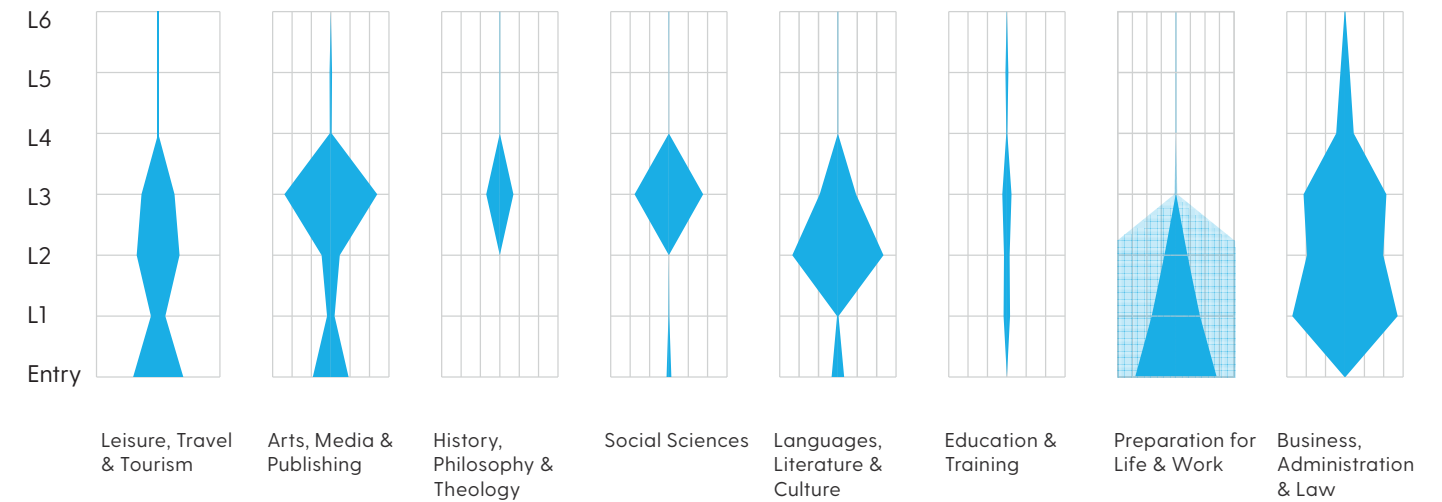 L6
L5
L4
L3
L2
L1
Entry
Leisure, Travel
& Tourism
Arts, Media &
Publishing
History,
Philosophy &
Theology
Social Sciences
Languages,
Literature &
Culture
Education &
Training
Preparation for
Life & Work
Business,
Administration
& Law